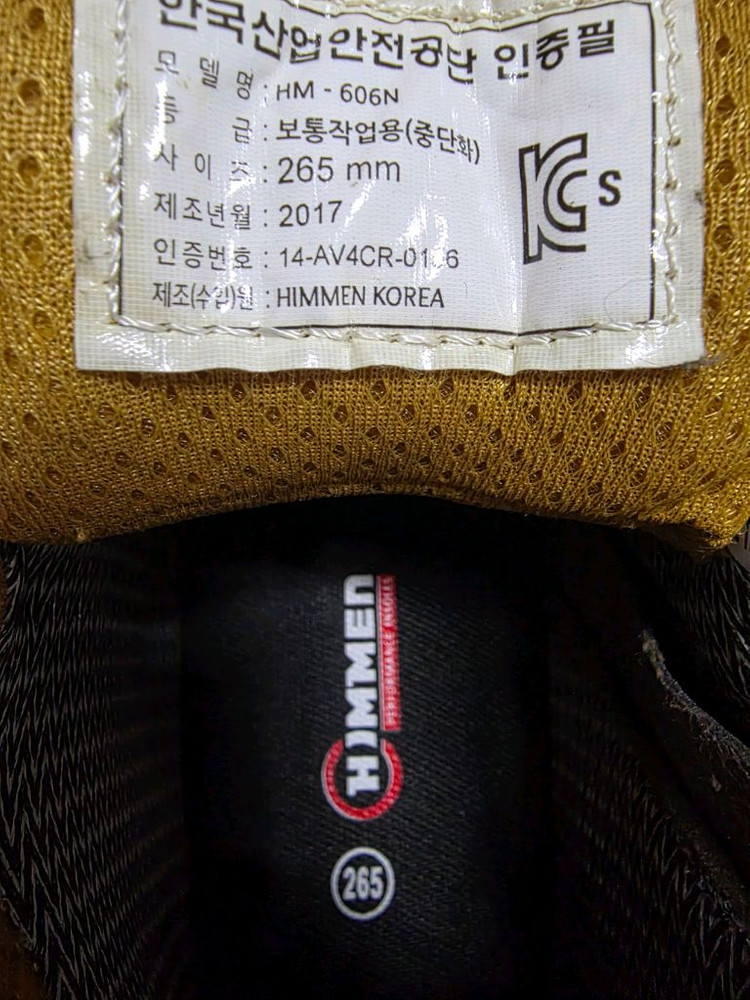 한국산업안전공단 인증필
모 델 명 : HM - 606N
등 급 : 보통작업용(중단화)
사 이 즈 : 265 mm
제조년월 : 2017
인증번호 :
제조(수입)원 : HIMMEN KOREA
KCS
HIMMEN
PERFORMANCE INSOLES
265